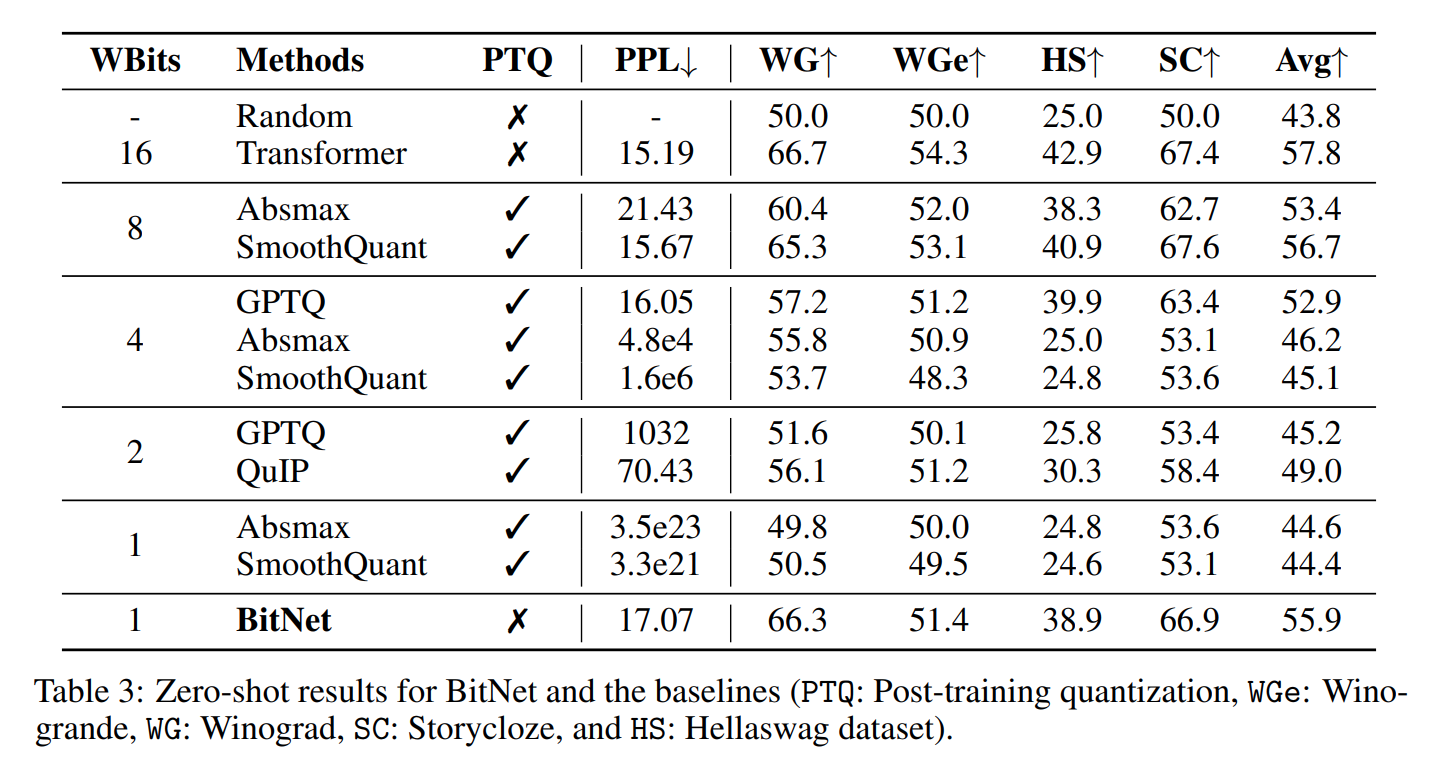 WBits Methods PTQ PPL↓ WG↑ WGe↑ HS↑ SC↑ Avg↑
- Random ✗ - 50.0 50.0 25.0 50.0 43.8
16 Transformer ✗ 15.19 66.7 54.3 42.9 67.4 57.8
8
Absmax ✓ 21.43 60.4 52.0 38.3 62.7 53.4
SmoothQuant ✓ 15.67 65.3 53.1 40.9 67.6 56.7
4
GPTQ ✓ 16.05 57.2 51.2 39.9 63.4 52.9
Absmax ✓ 4.8e4 55.8 50.9 25.0 53.1 46.2
SmoothQuant ✓ 1.6e6 53.7 48.3 24.8 53.6 45.1
2
GPTQ ✓ 1032 51.6 50.1 25.8 53.4 45.2
QuIP ✓ 70.43 56.1 51.2 30.3 58.4 49.0
1
Absmax ✓ 3.5e23 49.8 50.0 24.8 53.6 44.6
SmoothQuant ✓ 3.3e21 50.5 49.5 24.6 53.1 44.4
1 BitNet ✗ 17.07 66.3 51.4 38.9 66.9 55.9
Table 3: Zero-shot results for BitNet and the baselines (PTQ: Post-training quantization, WGe: Wino-
grande, WG: Winograd, SC: Storycloze, and HS: Hellaswag dataset).